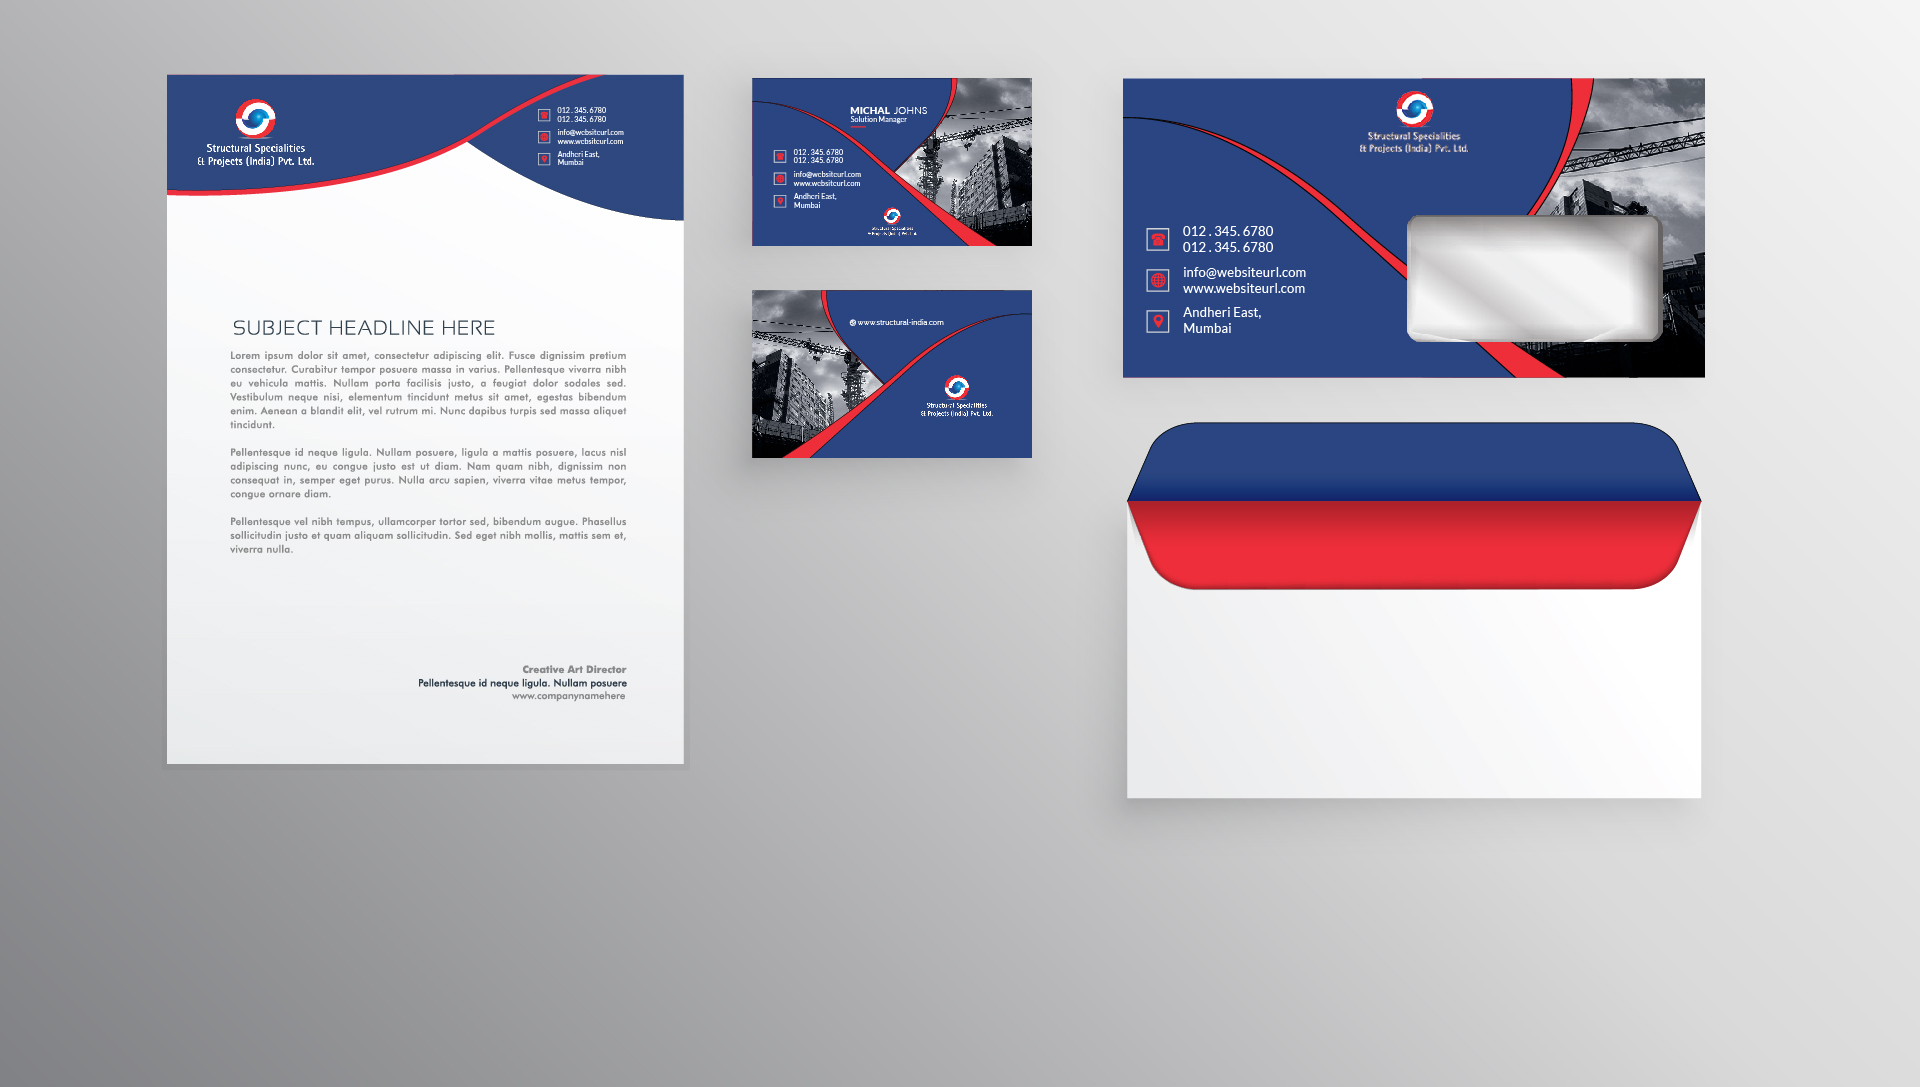 Structural Specialities
& Projects (India) Pvt. Ltd.
012 . 345. 6780
012 . 345. 6780
info@websiteurl.com
www.websiteurl.com
Andheri East,
Mumbai
SUBJECT HEADLINE HERE
Lorem ipsum dolor sit amet, consectetur adipiscing elit. Fusce dignissim pretium
consectetur. Curabitur tempor posuere massa in varius. Pellentesque viverra nibh
eu vehicula mattis. Nullam porta facilisis justo, a feugiat dolor sodales sed.
Vestibulum neque nisi, elementum tincidunt metus sit amet, egestas bibendum
enim. Aenean a blandit elit, vel rutrum mi. Nunc dapibus turpis sed massa aliquet
tincidunt.
Pellentesque id neque ligula. Nullam posuere, ligula a mattis posuere, lacus nisl
adipiscing nunc, eu congue justo est ut diam. Nam quam nibh, dignissim non
consequat in, semper eget purus. Nulla arcu sapien, viverra vitae metus tempor,
congue ornare diam.
Pellentesque vel nibh tempus, ullamcorper tortor sed, bibendum augue. Phasellus
sollicitudin justo et quam aliquam sollicitudin. Sed eget nibh mollis, mattis sem et,
viverra nulla.
Creative Art Director
Pellentesque id neque ligula. Nullam posuere
www.companynamehere
MICHAL JOHNS
Solution Manager
012 . 345. 6780
012 . 345. 6780
info@websiteurl.com
www.websiteurl.com
Andheri East,
Mumbai
Structural Specialities
& Projects (India) Pvt. Ltd.
www.structural-india.com
Structural Specialities
& Projects (India) Pvt. Ltd.
Structural Specialities
& Projects (India) Pvt. Ltd.
012 . 345. 6780
012 . 345. 6780
info@websiteurl.com
www.websiteurl.com
Andheri East,
Mumbai